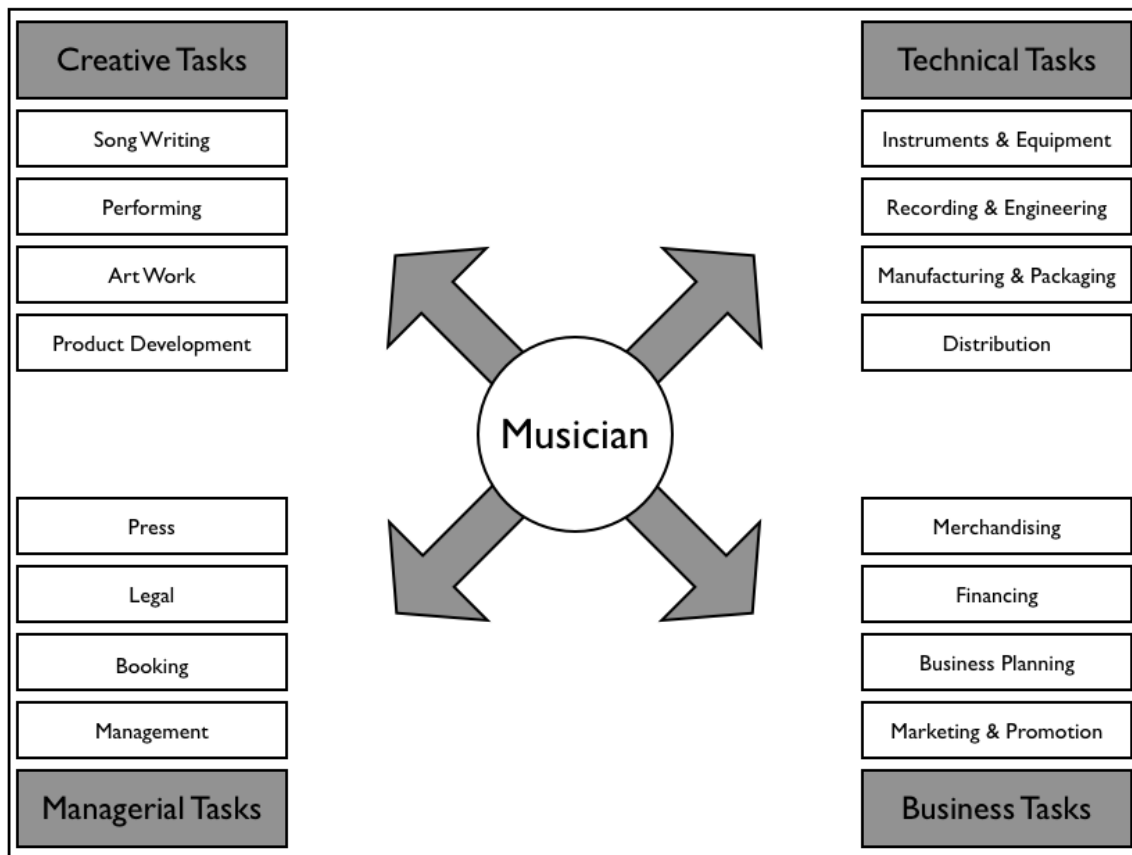 Creative Tasks
Song Writing
Performing
Art Work
Product Development
Technical Tasks
Instruments & Equipment
Recording & Engineering
Manufacturing & Packaging
Distribution
Musician
Press
Legal
Booking
Management
Managerial Tasks
Merchandising
Financing
Business Planning
Marketing & Promotion
Business Tasks